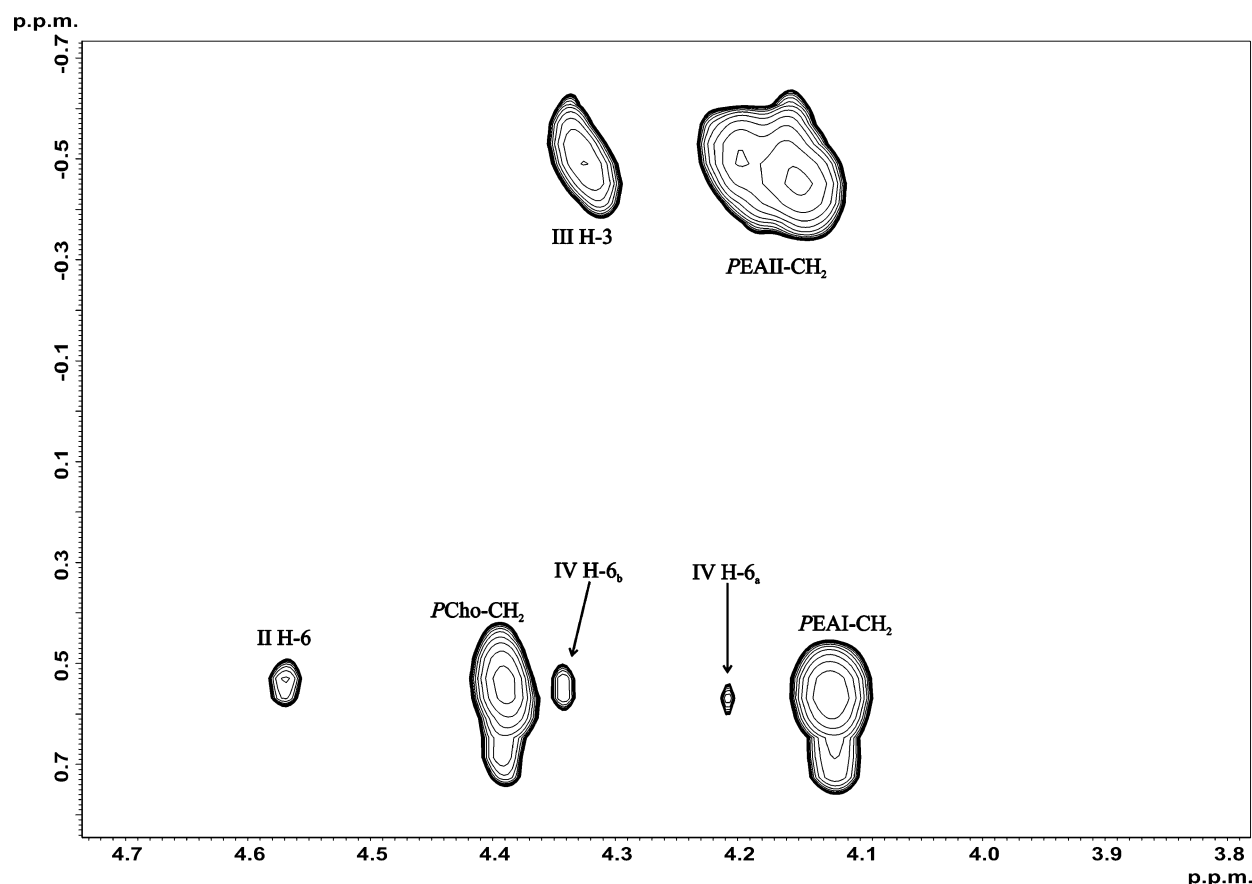 p.p.m.
-0.7
-0.5
III H-3
-0.3
PEAII-CH₂
-0.1
0.1
0.3
IV H-6b
IV H-6a
PCho-CH₂
PEAI-CH₂
II H-6
0.5
0.7
4.7 4.6 4.5 4.4 4.3 4.2 4.1 4.0 3.9 3.8
p.p.m.